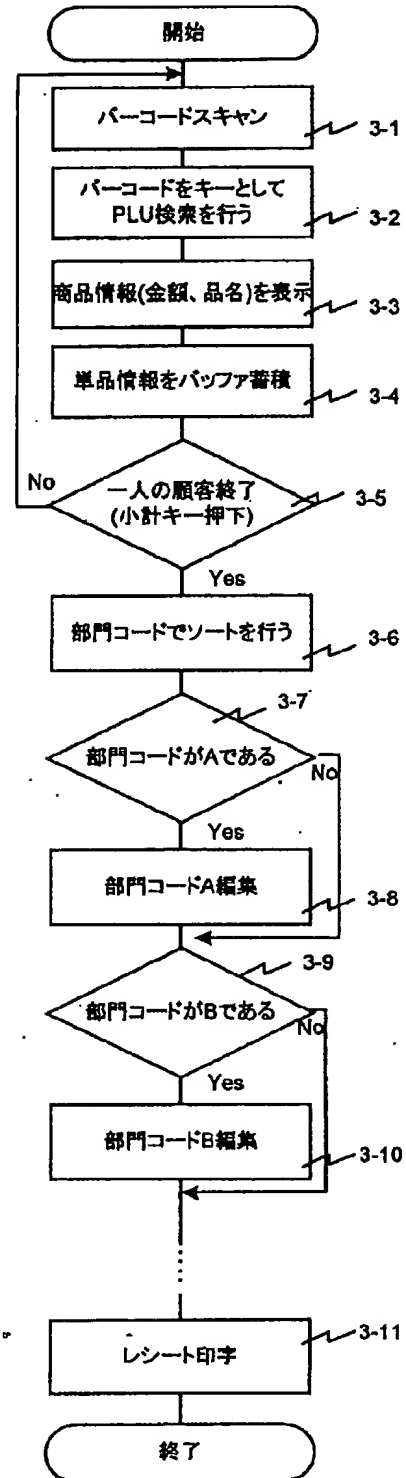 開始
バーコードスキャン
3-1
バーコードをキーとして
PLU検索を行う
3-2
商品情報(金額、品名)を表示
3-3
単品情報をバッファ蓄積
3-4
一人の顧客終了
(小計キー押下)
3-5
No
Yes
部門コードでソートを行う
3-6
3-7
部門コードがAである
No
Yes
部門コードA編集
3-8
3-9
部門コードがBである
No
Yes
部門コードB編集
3-10
レシート印字
3-11
終了